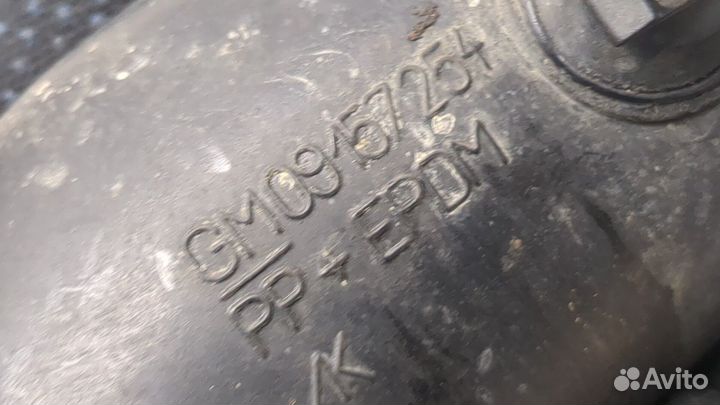 GM09157254
PP + EPDM
Avito